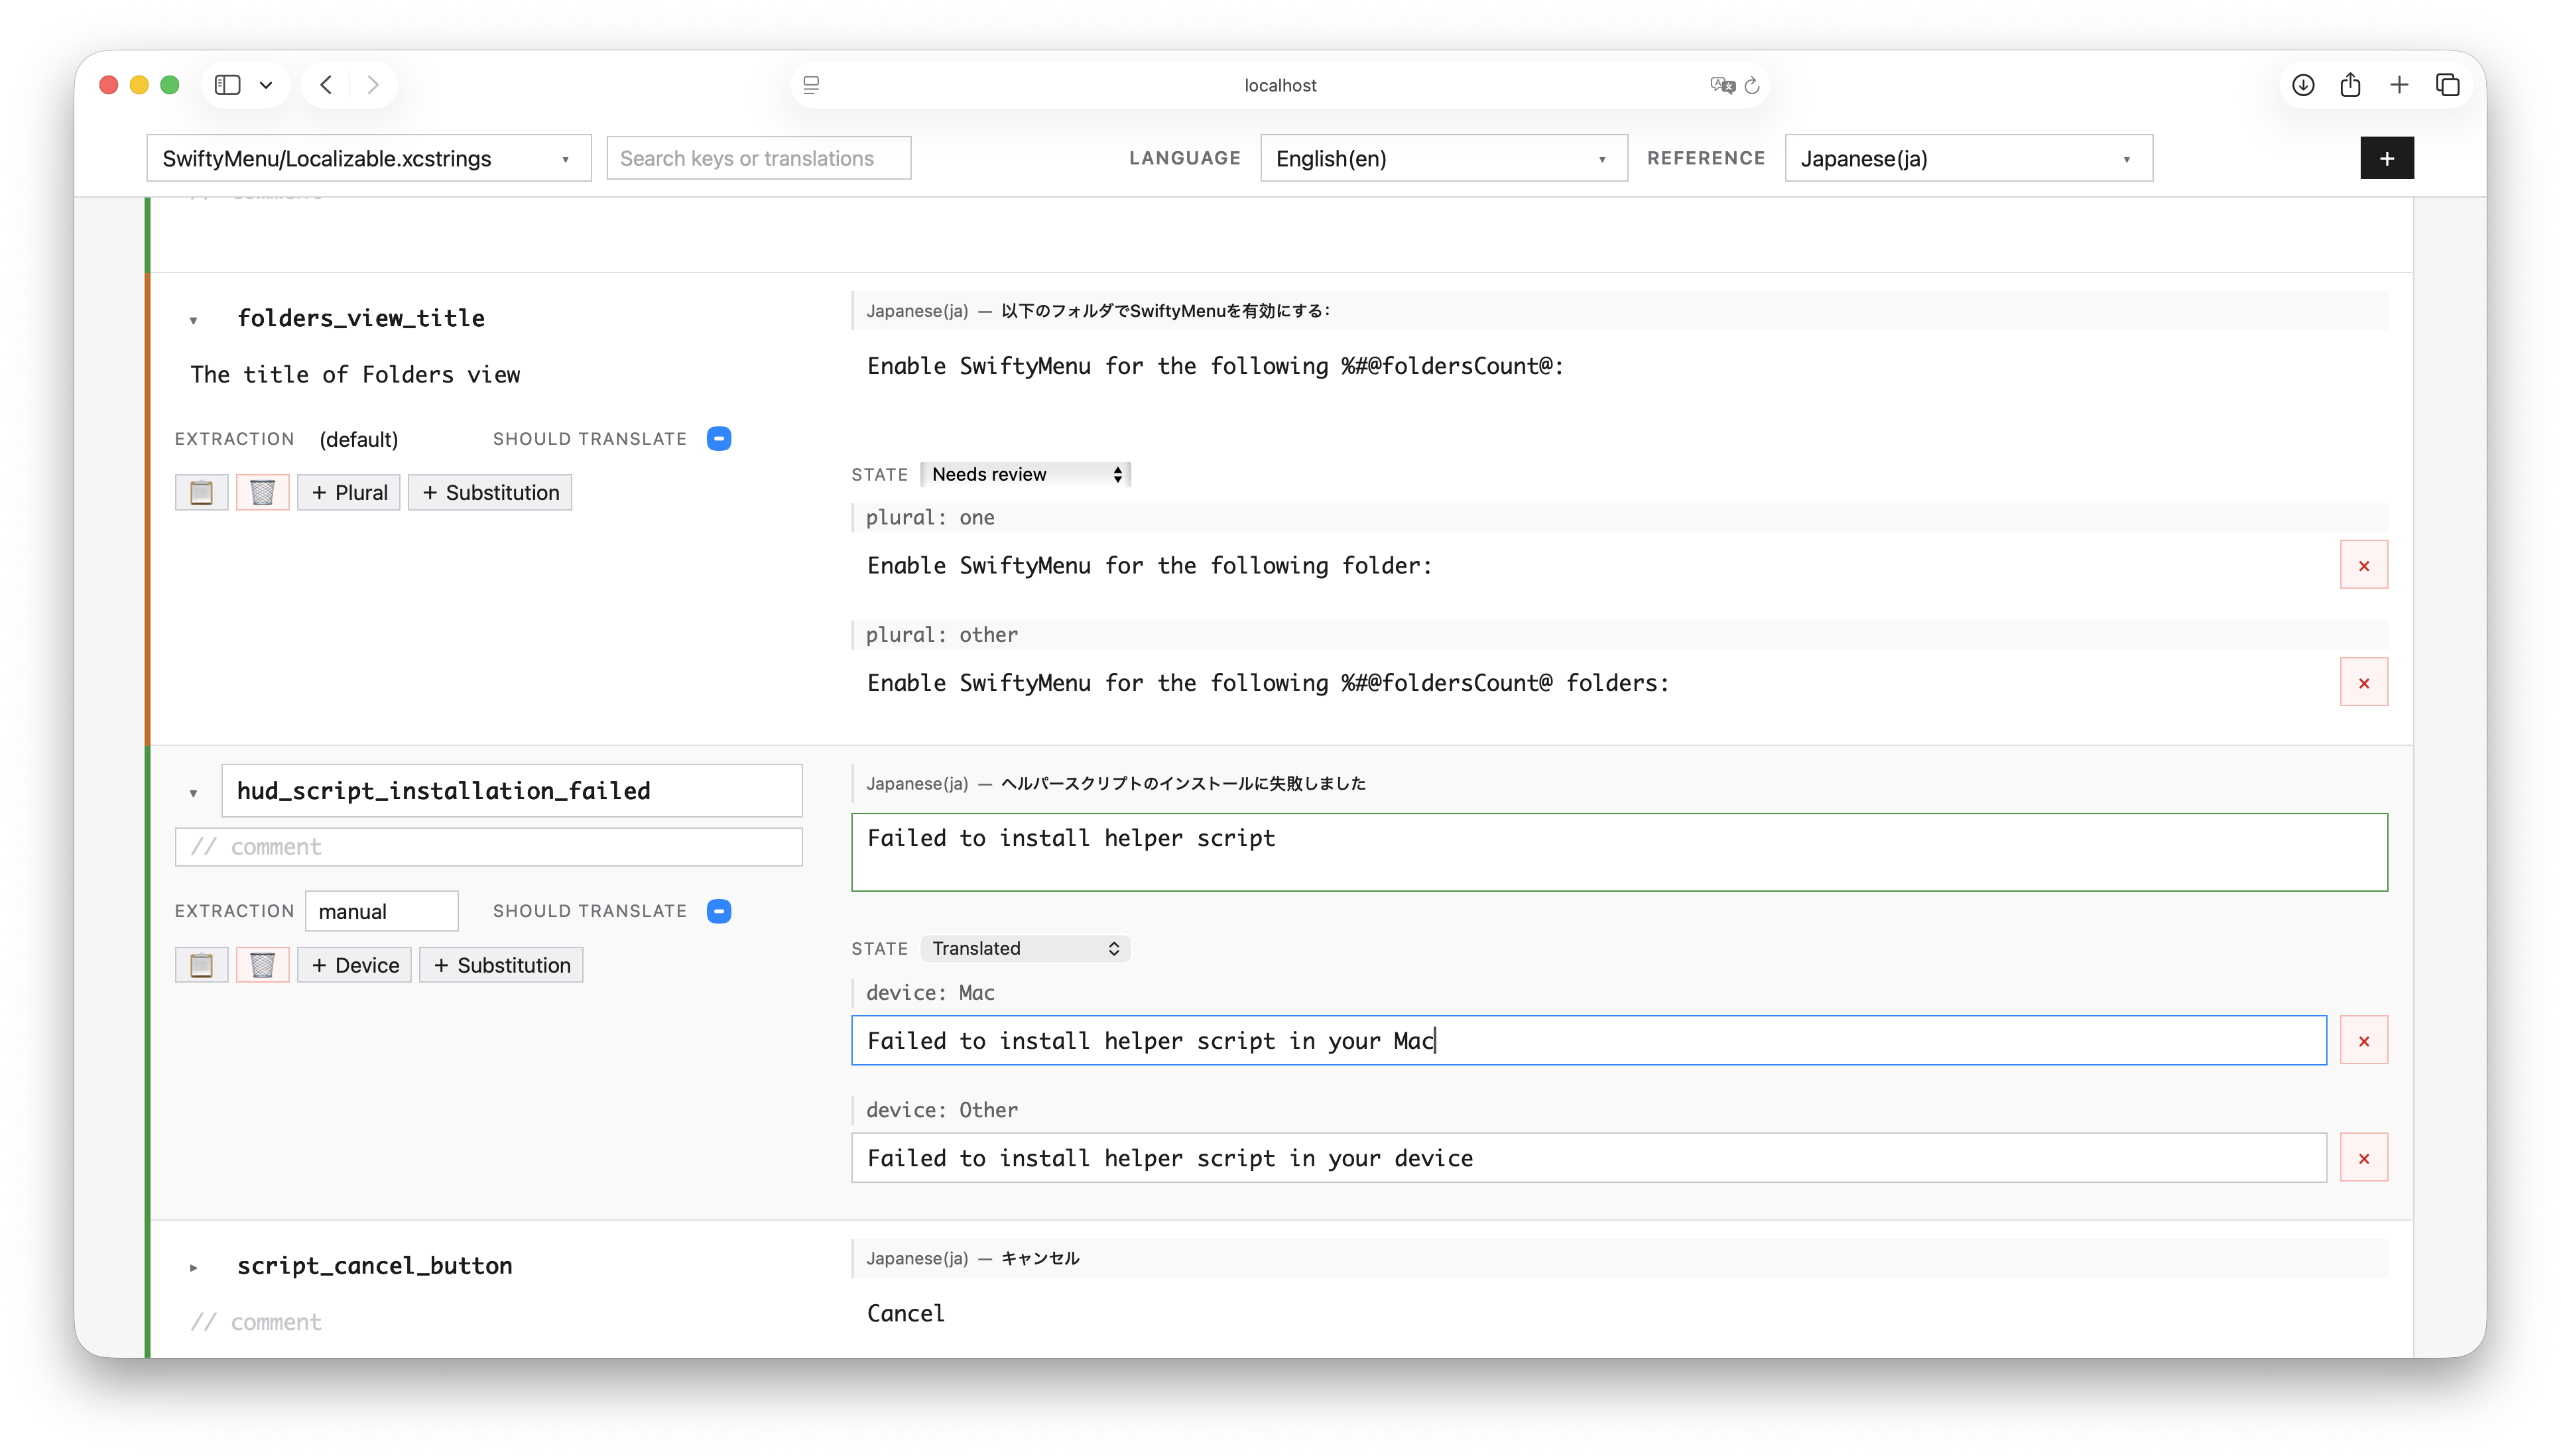 localhost
SwiftyMenu/Localizable.xcstrings
Search keys or translations
LANGUAGE
English(en)
REFERENCE
Japanese(ja)
+
folders_view_title
The title of Folders view
EXTRACTION (default) SHOULD TRANSLATE
+ Plural
+ Substitution
Japanese(ja) — 以下のフォルダでSwiftyMenuを有効にする:
Enable SwiftyMenu for the following %#@foldersCount@:
STATE Needs review
plural: one
Enable SwiftyMenu for the following folder:
×
plural: other
Enable SwiftyMenu for the following %#@foldersCount@ folders:
×
hud_script_installation_failed
// comment
EXTRACTION manual SHOULD TRANSLATE
+ Device
+ Substitution
Japanese(ja) — ヘルパースクリプトのインストールに失敗しました
Failed to install helper script
STATE Translated
device: Mac
Failed to install helper script in your Mac
×
device: Other
Failed to install helper script in your device
×
script_cancel_button
// comment
Japanese(ja) — キャンセル
Cancel